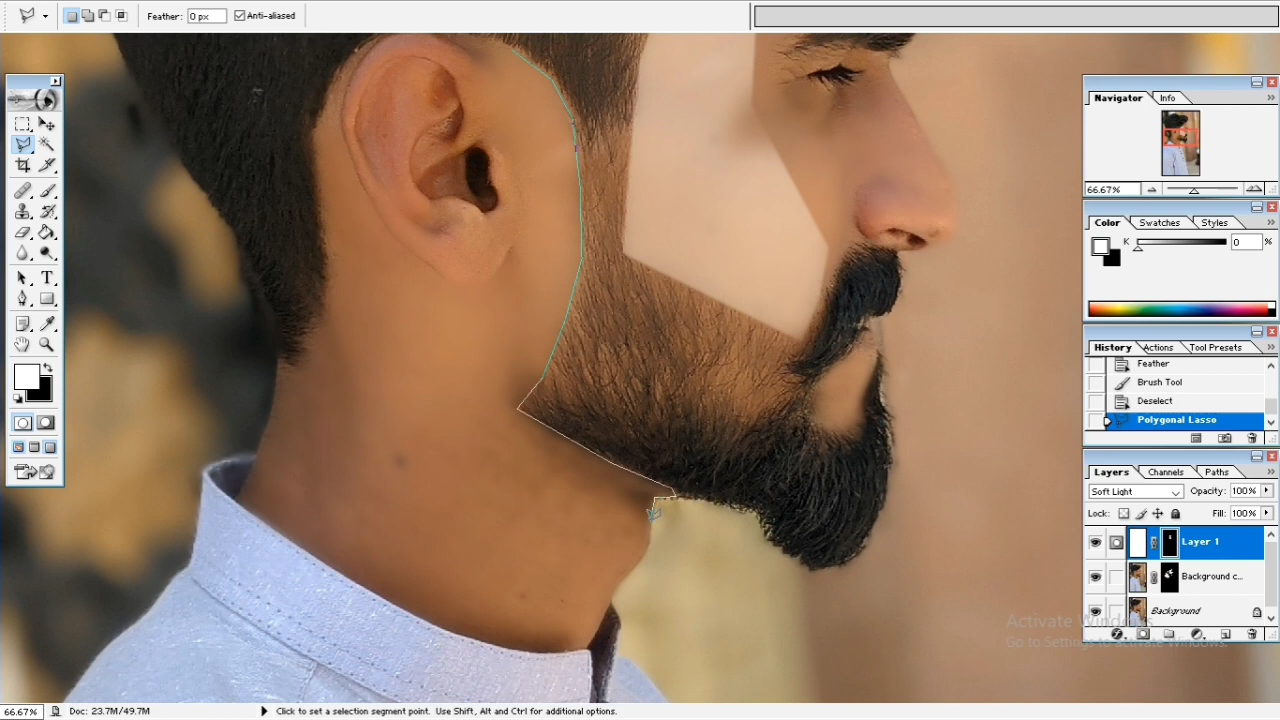 Feather: 0 px Anti-aliased
Navigator Info
66.67%
Color Swatches Styles
K 0 %
History Actions Tool Presets
Feather
Brush Tool
Deselect
Polygonal Lasso
Layers Channels Paths
Soft Light Opacity: 100%
Lock: Fill: 100%
Layer 1
Background c...
Background
T
Activate Windows
Go to Settings to activate Windows.
66.67% Doc: 23.7M/49.7M Click to set a selection segment point. Use Shift, Alt and Ctrl for additional options.